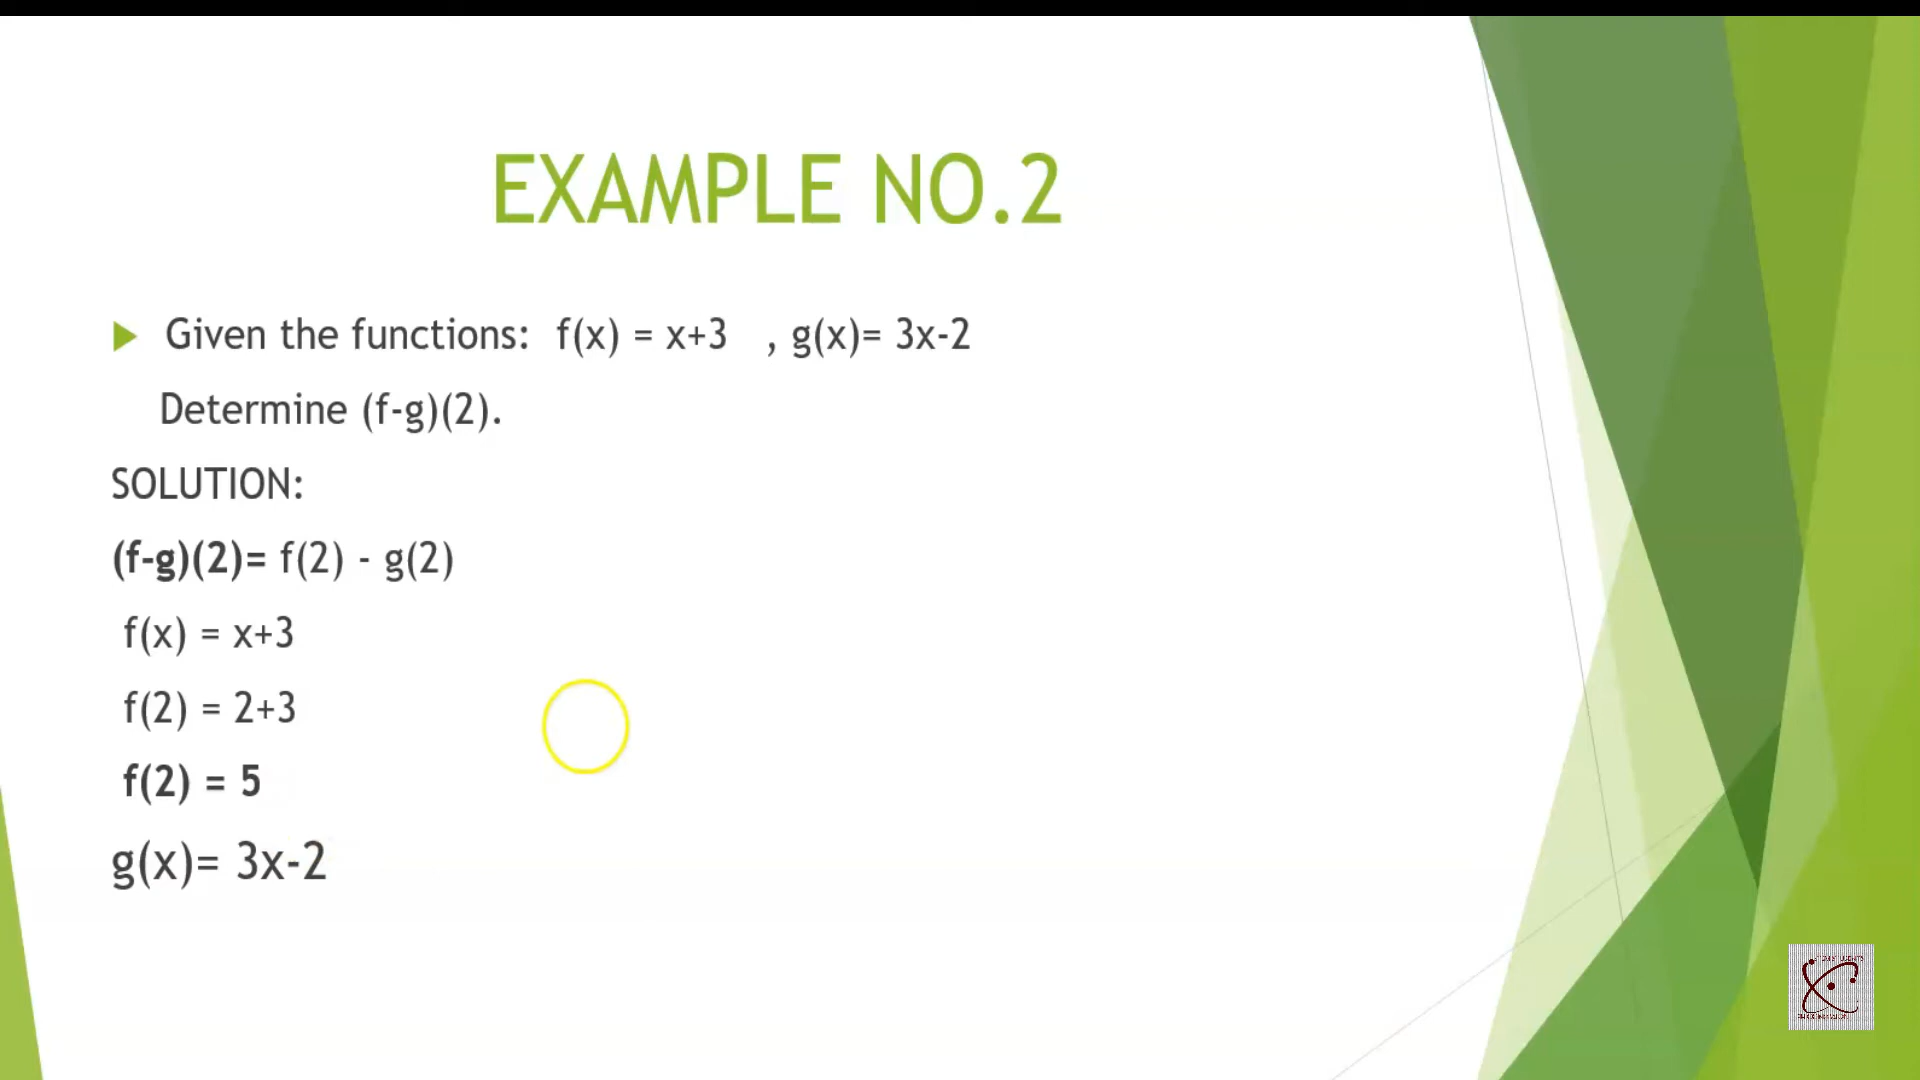 EXAMPLE NO.2
Given the functions: f(x) = x+3 , g(x)= 3x-2
Determine (f-g)(2).
SOLUTION:
(f-g)(2)= f(2) - g(2)
f(x) = x+3
f(2) = 2+3
f(2) = 5
g(x)= 3x-2